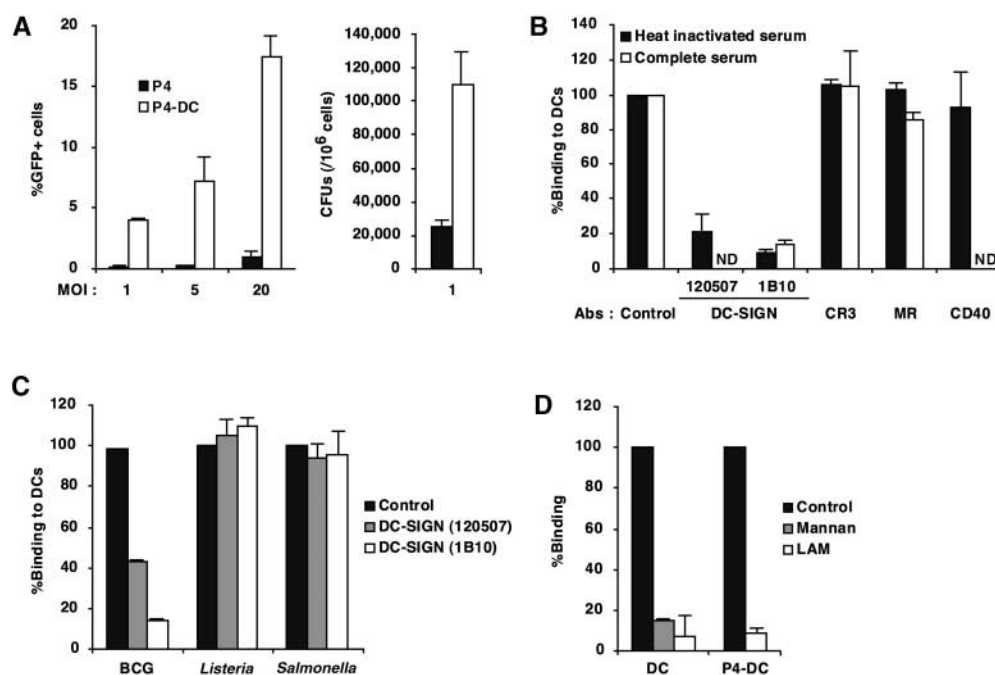 A
20
15
10
5
0
%GFP+ cells
P4
P4-DC
MOI : 1 5 20
140,000
120,000
100,000
80,000
60,000
40,000
20,000
0
CFUs (/10⁶ cells)
1
B
120
100
80
60
40
20
0
%Binding to DCs
Heat inactivated serum
Complete serum
ND
ND
120507 1B10
Abs : Control DC-SIGN CR3 MR CD40
C
120
100
80
60
40
20
0
%Binding to DCs
Control
DC-SIGN (120507)
DC-SIGN (1B10)
BCG Listeria Salmonella
D
120
100
80
60
40
20
0
%Binding
Control
Mannan
LAM
DC P4-DC